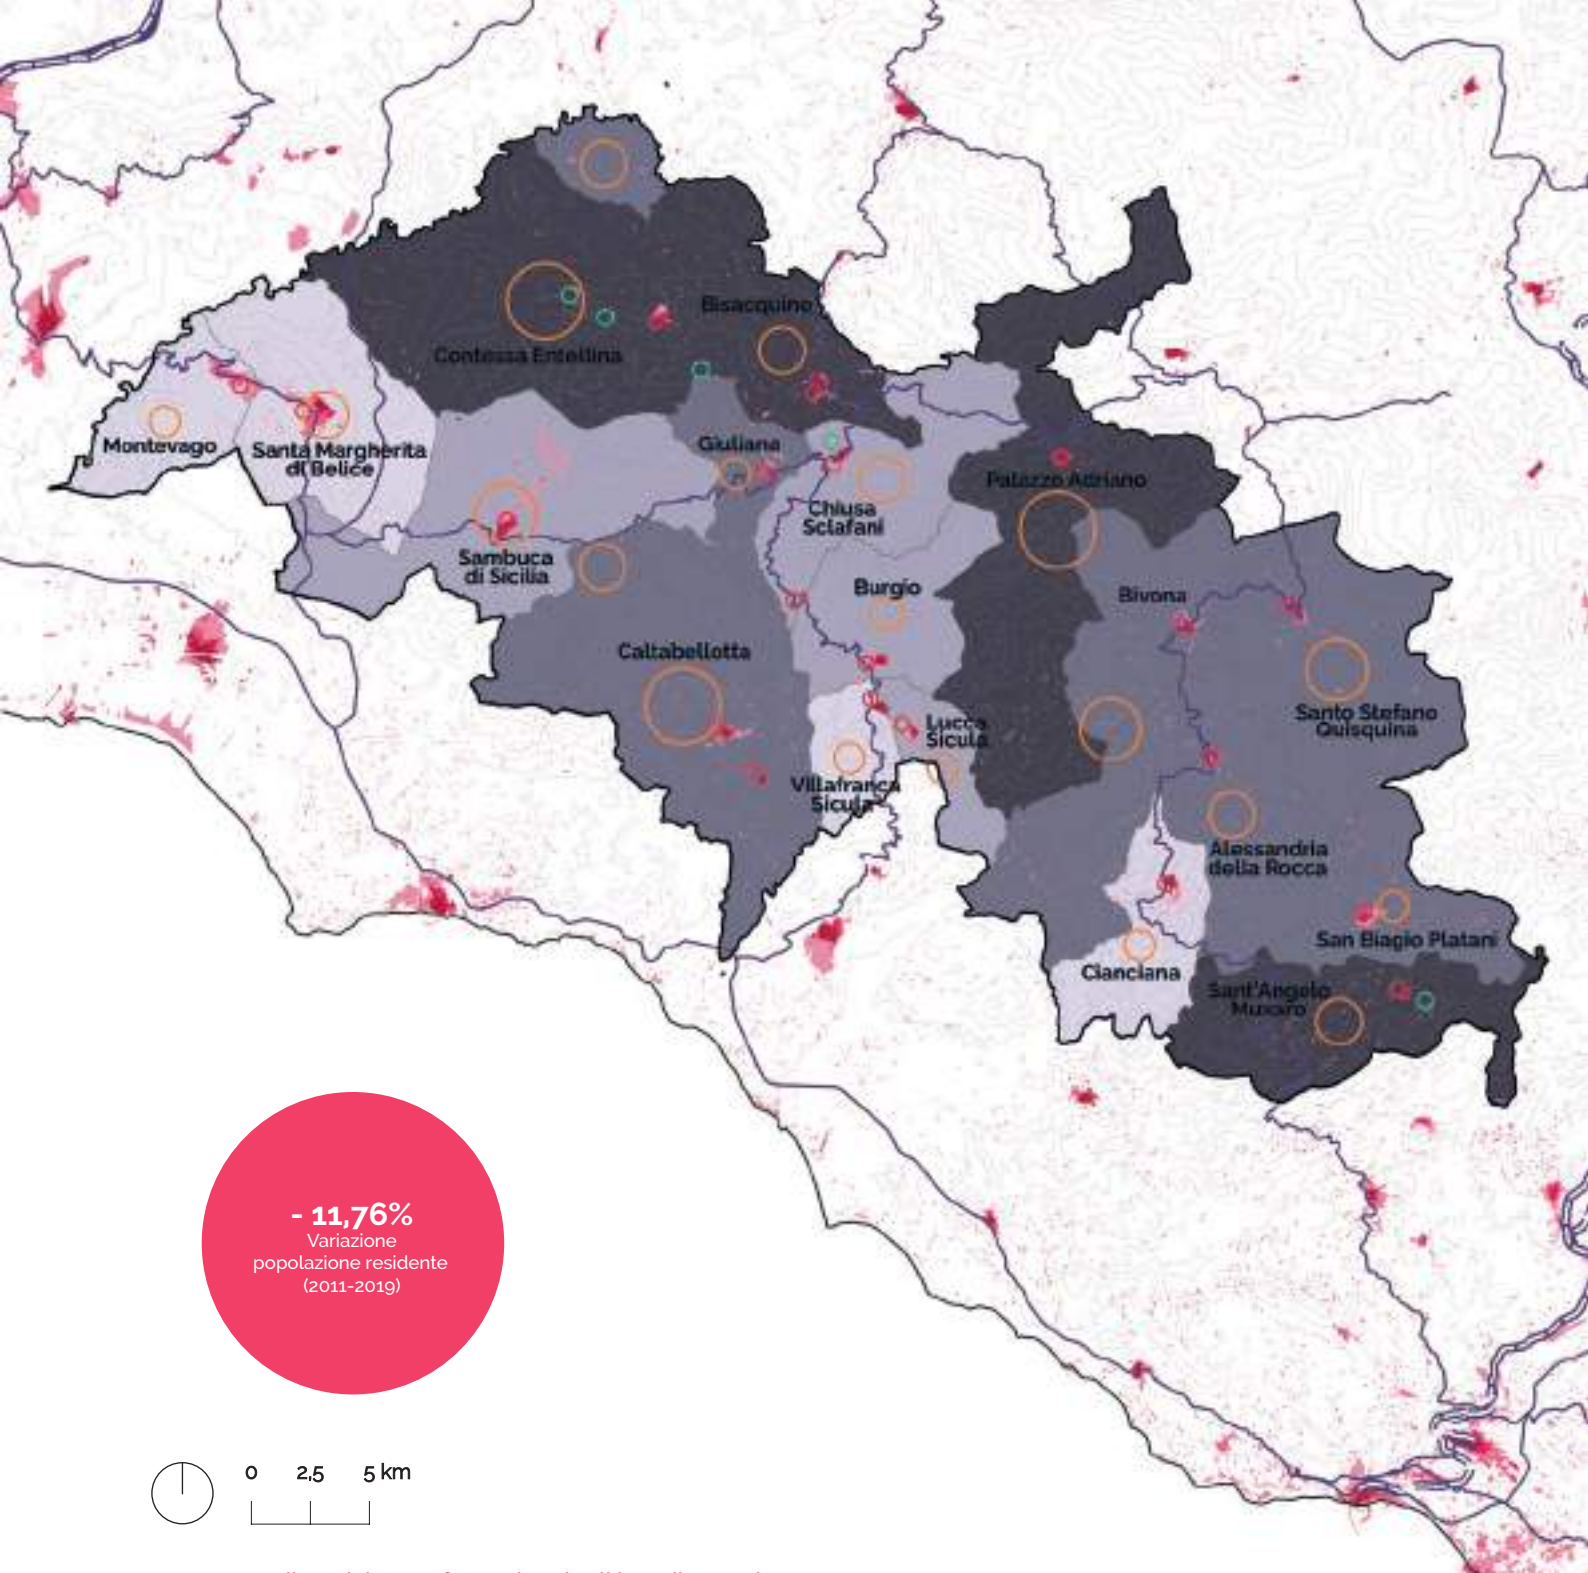 Bisacquino
Contessa Entellina
Montevago
Santa Margherita
di Belice
Giuliana
Palazzo Adriano
Chiusa
Sclafani
Sambuca
di Sicilia
Burgio
Bivona
Caltabellotta
Lucca
Sicula
Santo Stefano
Quisquina
Villafranca
Sicula
Alessandria
della Rocca
San Biagio Platani
Cianciana
Sant'Angelo
Muxaro
- 11,76%
Variazione
popolazione residente
(2011-2019)
0 2,5 5 km